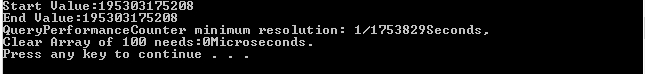 Start Value:195303175208
End Value:195303175208
QueryPerformanceCounter minimum resolution: 1/1753829Seconds,
Clear Array of 100 needs:0Microseconds.
Press any key to continue . . .